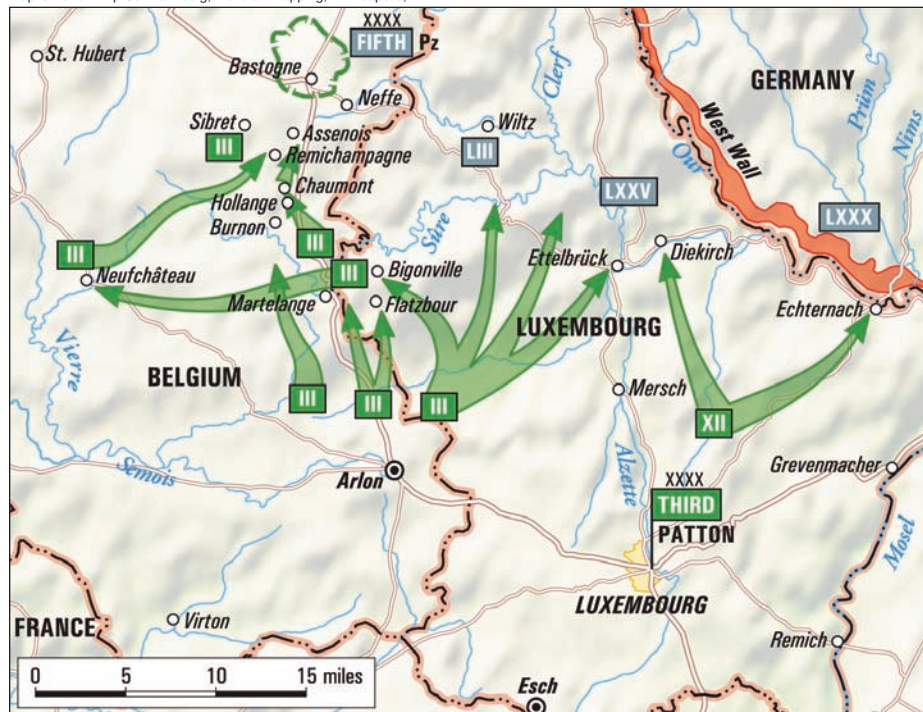 XXXX
FIFTH Pz
St. Hubert
Bastogne
Clerf
GERMANY
Prüm
Nims
Neffe
Sibret
Assenois
Wiltz
West Wall
III
Remichampagne
LIII
Our
Chaumont
LXXV
LXXX
Hollange
Burnon
III
Sûre
Diekirch
III
III
Bigonville
Ettelbrück
Neufchâteau
Martelange
Flatzbour
Echternach
LUXEMBOURG
Vierre
BELGIUM
Mersch
III
III
III
XII
Semois
Arlon
Alzette
Grevenmacher
XXXX
THIRD
PATTON
Mosel
LUXEMBOURG
FRANCE
Virton
Remich
0 5 10 15 miles
Esch